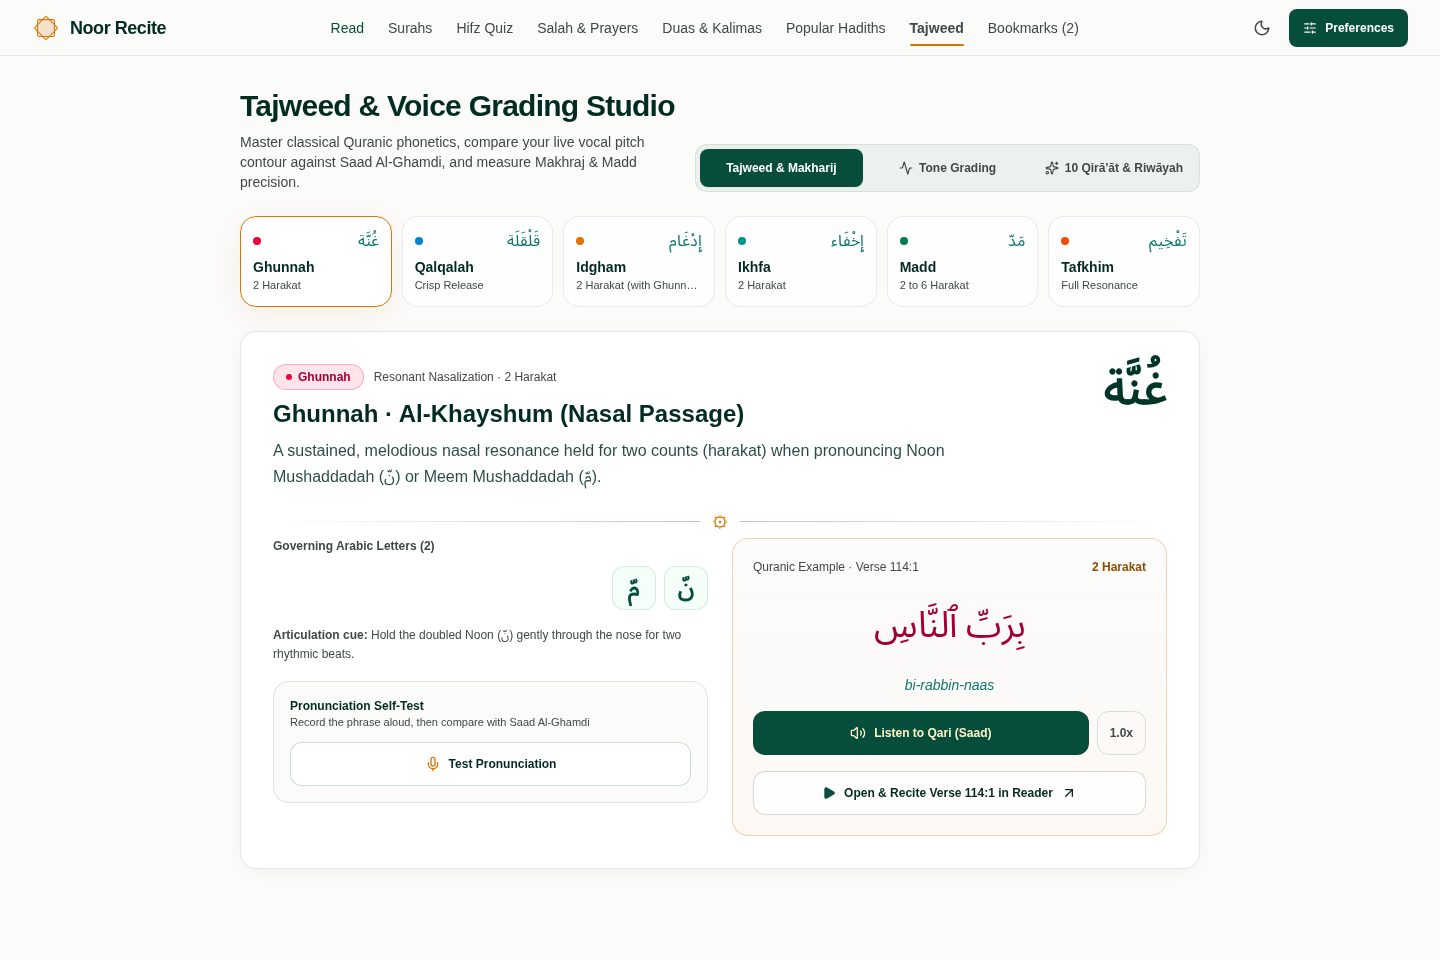 Noor Recite
Read
Surahs
Hifz Quiz
Salah & Prayers
Duas & Kalimas
Popular Hadiths
Tajweed
Bookmarks (2)
Preferences
Tajweed & Voice Grading Studio
Master classical Quranic phonetics, compare your live vocal pitch
contour against Saad Al-Ghamdi, and measure Makhraj & Madd
precision.
Tajweed & Makharij
Tone Grading
10 Qirā'āt & Riwāyah
غُنَّة
Ghunnah
2 Harakat
قَلْقَلَة
Qalqalah
Crisp Release
إِدْغَام
Idgham
2 Harakat (with Ghunn…
إِخْفَاء
Ikhfa
2 Harakat
مَدّ
Madd
2 to 6 Harakat
تَفْخِيم
Tafkhim
Full Resonance
Ghunnah
Resonant Nasalization · 2 Harakat
غُنَّة
Ghunnah · Al-Khayshum (Nasal Passage)
A sustained, melodious nasal resonance held for two counts (harakat) when pronouncing Noon
Mushaddadah (نّ) or Meem Mushaddadah (مّ).
Governing Arabic Letters (2)
نّ
مّ
Articulation cue: Hold the doubled Noon (نّ) gently through the nose for two
rhythmic beats.
Pronunciation Self-Test
Record the phrase aloud, then compare with Saad Al-Ghamdi
Test Pronunciation
Quranic Example · Verse 114:1
2 Harakat
بِرَبِّ ٱلنَّاسِ
bi-rabbin-naas
Listen to Qari (Saad)
1.0x
Open & Recite Verse 114:1 in Reader